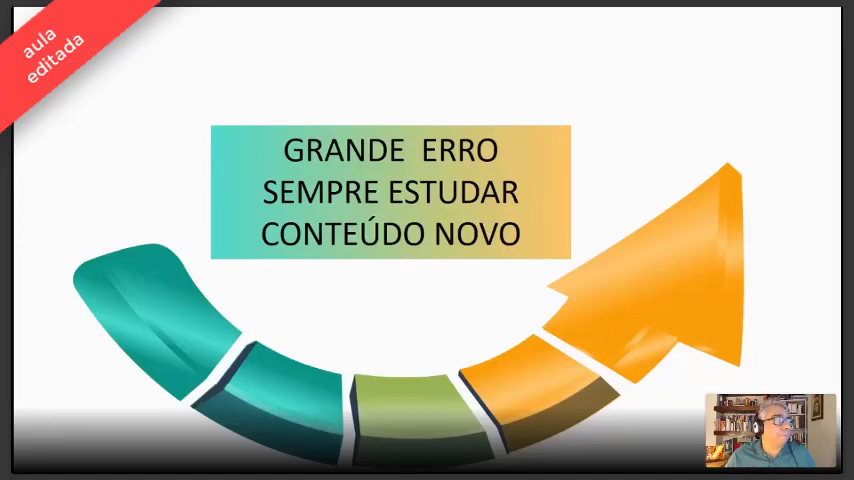 aula
editada
GRANDE ERRO
SEMPRE ESTUDAR
CONTEÚDO NOVO